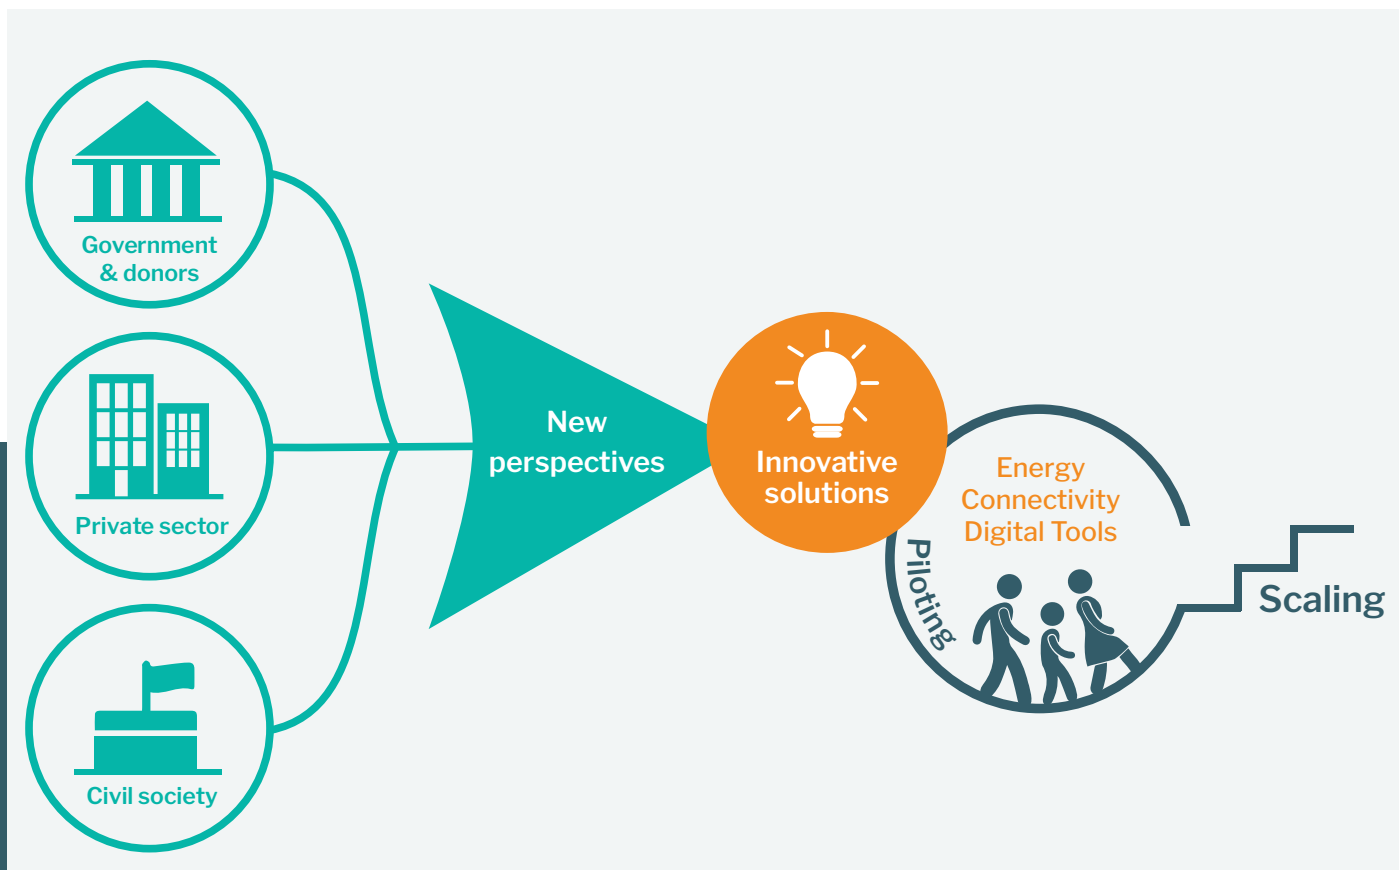 Government
& donors
Private sector
Civil society
New
perspectives
Innovative
solutions
Energy
Connectivity
Digital Tools
Piloting
Scaling